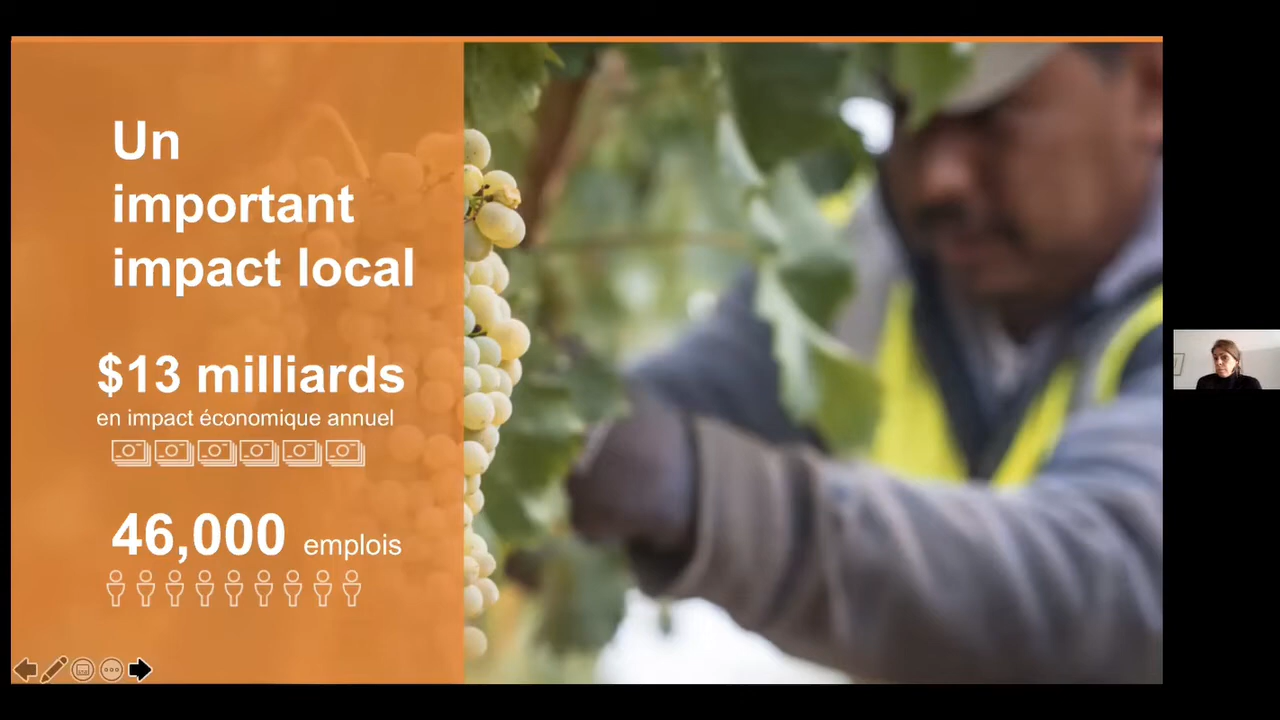 Un
important
impact local
$13 milliards
en impact économique annuel
46,000 emplois